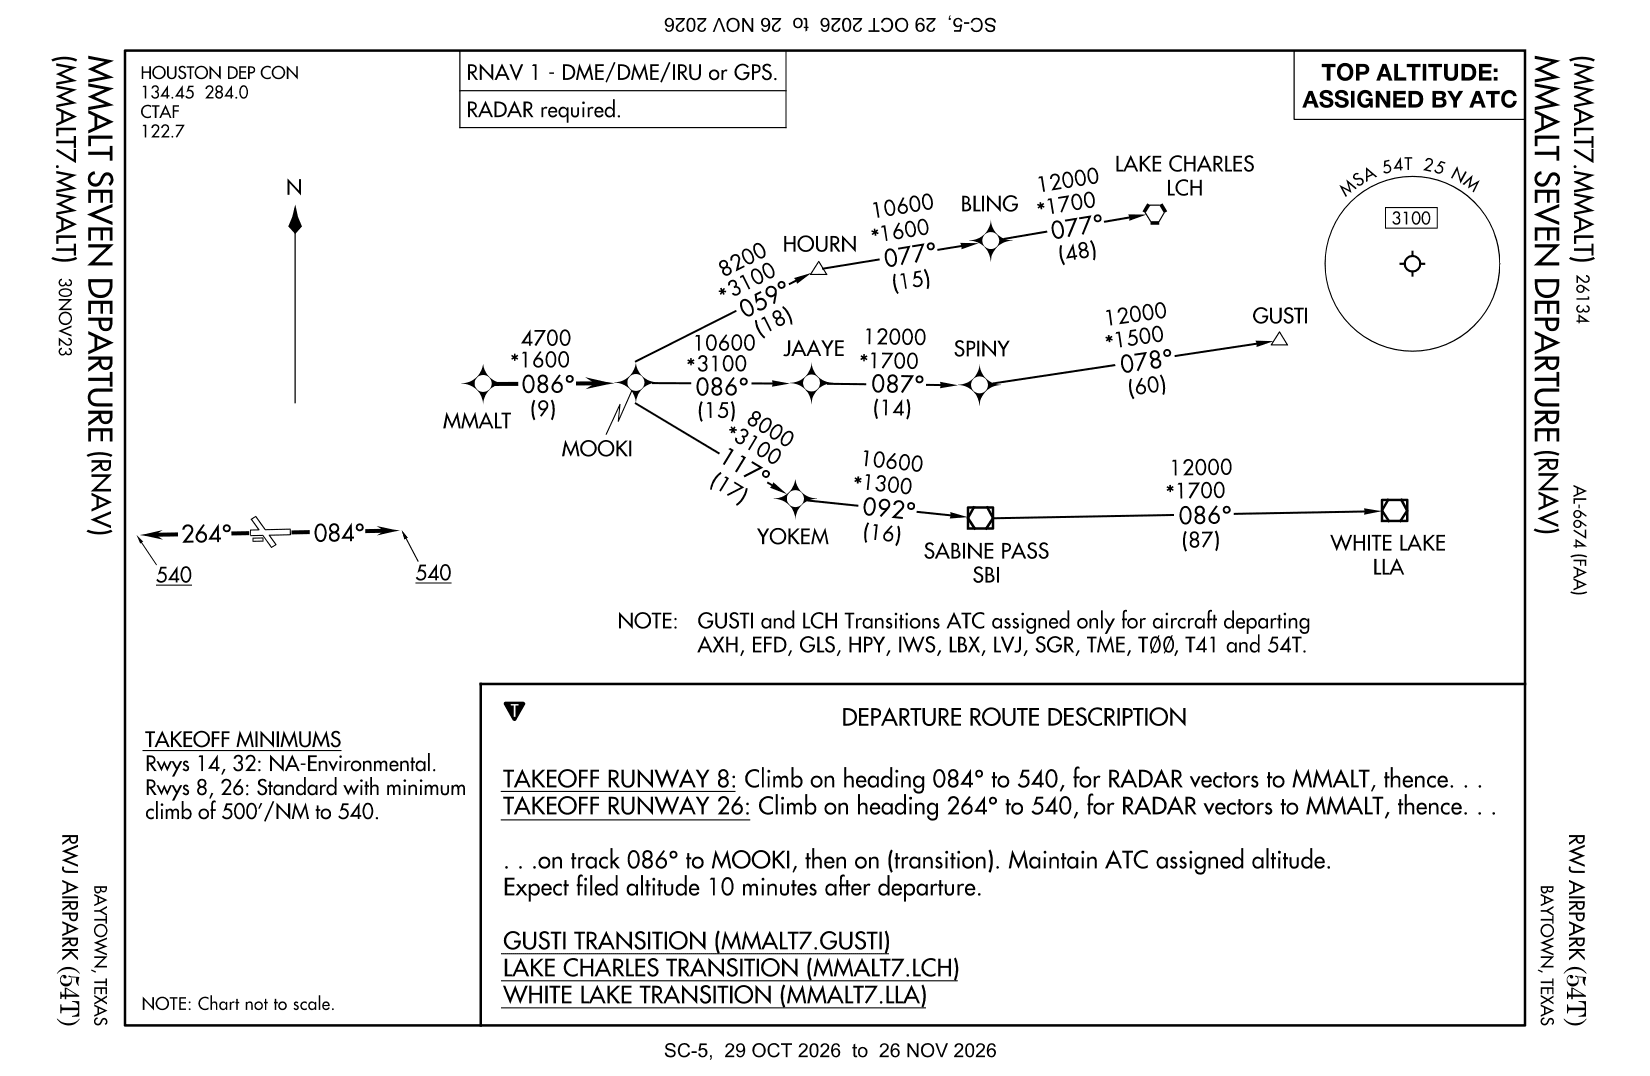 SC-5, 29 OCT 2026 to 26 NOV 2026
(MMALT7.MMALT) 30NOV23
MMALT SEVEN DEPARTURE (RNAV)
RWJ AIRPARK (54T)
BAYTOWN, TEXAS
HOUSTON DEP CON
134.45 284.0
CTAF
122.7
RNAV 1 - DME/DME/IRU or GPS.
RADAR required.
TOP ALTITUDE:
ASSIGNED BY ATC
(MMALT7.MMALT) 26134
MMALT SEVEN DEPARTURE (RNAV)
AL-6674 (FAA)
RWJ AIRPARK (54T)
BAYTOWN, TEXAS
N
MSA 54T 25 NM
3100
LAKE CHARLES
LCH
12000
*1700
077°
(48)
BLING
10600
*1600
077°
(15)
HOURN
8200
*3100
059°
(18)
4700
*1600
086°
(9)
MMALT
MOOKI
10600
*3100
086°
(15)
JAAYE
12000
*1700
087°
(14)
SPINY
12000
*1500
078°
(60)
GUSTI
8000
*3100
117°
(17)
YOKEM
10600
*1300
092°
(16)
SABINE PASS
SBI
12000
*1700
086°
(87)
WHITE LAKE
LLA
264° 084°
540
540
NOTE: GUSTI and LCH Transitions ATC assigned only for aircraft departing
AXH, EFD, GLS, HPY, IWS, LBX, LVJ, SGR, TME, TØØ, T41 and 54T.
TAKEOFF MINIMUMS
Rwys 14, 32: NA-Environmental.
Rwys 8, 26: Standard with minimum
climb of 500'/NM to 540.
NOTE: Chart not to scale.
T
DEPARTURE ROUTE DESCRIPTION
TAKEOFF RUNWAY 8: Climb on heading 084° to 540, for RADAR vectors to MMALT, thence. . .
TAKEOFF RUNWAY 26: Climb on heading 264° to 540, for RADAR vectors to MMALT, thence. . .
. . .on track 086° to MOOKI, then on (transition). Maintain ATC assigned altitude.
Expect filed altitude 10 minutes after departure.
GUSTI TRANSITION (MMALT7.GUSTI)
LAKE CHARLES TRANSITION (MMALT7.LCH)
WHITE LAKE TRANSITION (MMALT7.LLA)
SC-5, 29 OCT 2026 to 26 NOV 2026